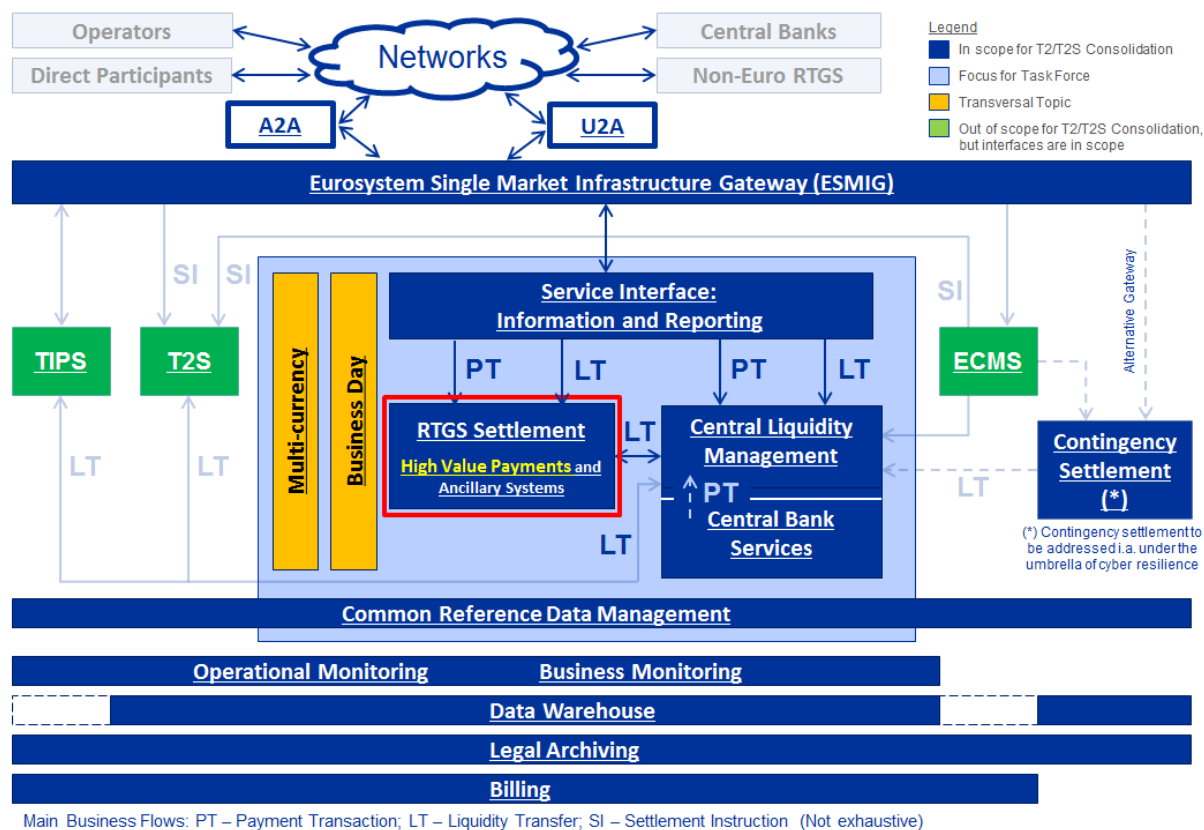 Operators
Direct Participants
Networks
Central Banks
Non-Euro RTGS
Legend
In scope for T2/T2S Consolidation
Focus for Task Force
Transversal Topic
Out of scope for T2/T2S Consolidation,
but interfaces are in scope
A2A
U2A
Eurosystem Single Market Infrastructure Gateway (ESMIG)
SI
SI
SI
Alternative Gateway
Service Interface:
Information and Reporting
PT
LT
PT
LT
TIPS
T2S
Multi-currency
Business Day
ECMS
RTGS Settlement
High Value Payments and
Ancillary Systems
LT
Central Liquidity
Management
PT
Central Bank
Services
LT
LT
LT
LT
Contingency
Settlement
(*)
(*) Contingency settlement to
be addressed i.a. under the
umbrella of cyber resilience
Common Reference Data Management
Operational Monitoring
Business Monitoring
Data Warehouse
Legal Archiving
Billing
Main Business Flows: PT – Payment Transaction; LT – Liquidity Transfer; SI – Settlement Instruction (Not exhaustive)